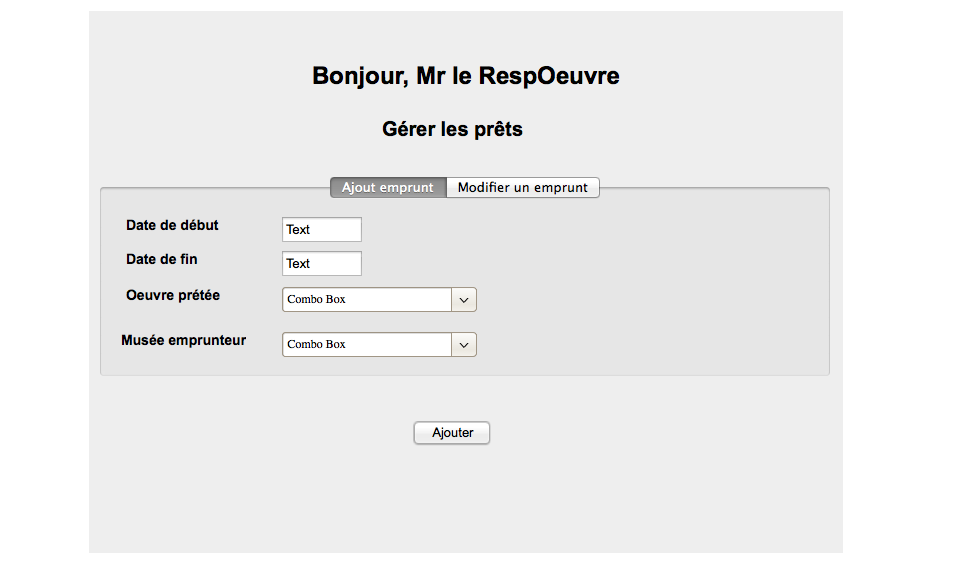 Bonjour, Mr le RespOeuvre
Gérer les prêts
Ajout emprunt Modifier un emprunt
Date de début Text
Date de fin Text
Oeuvre prétée Combo Box
Musée emprunteur Combo Box
Ajouter